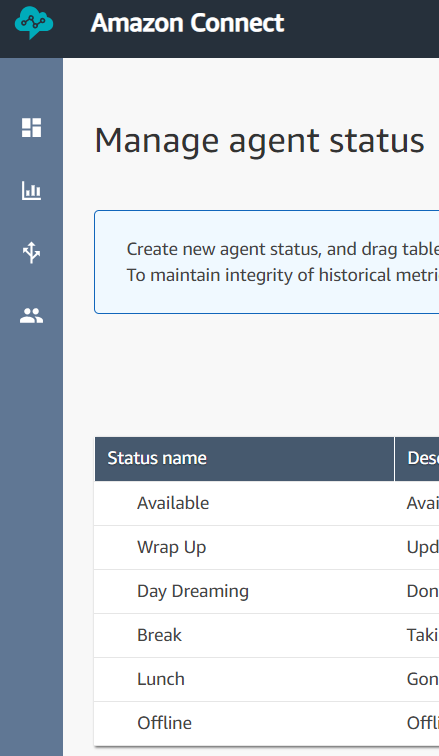 Amazon Connect
Manage agent status
Create new agent status, and drag table
To maintain integrity of historical metri
Status name Desc
Available Avai
Wrap Up Upd
Day Dreaming Don
Break Taki
Lunch Gon
Offline Offli